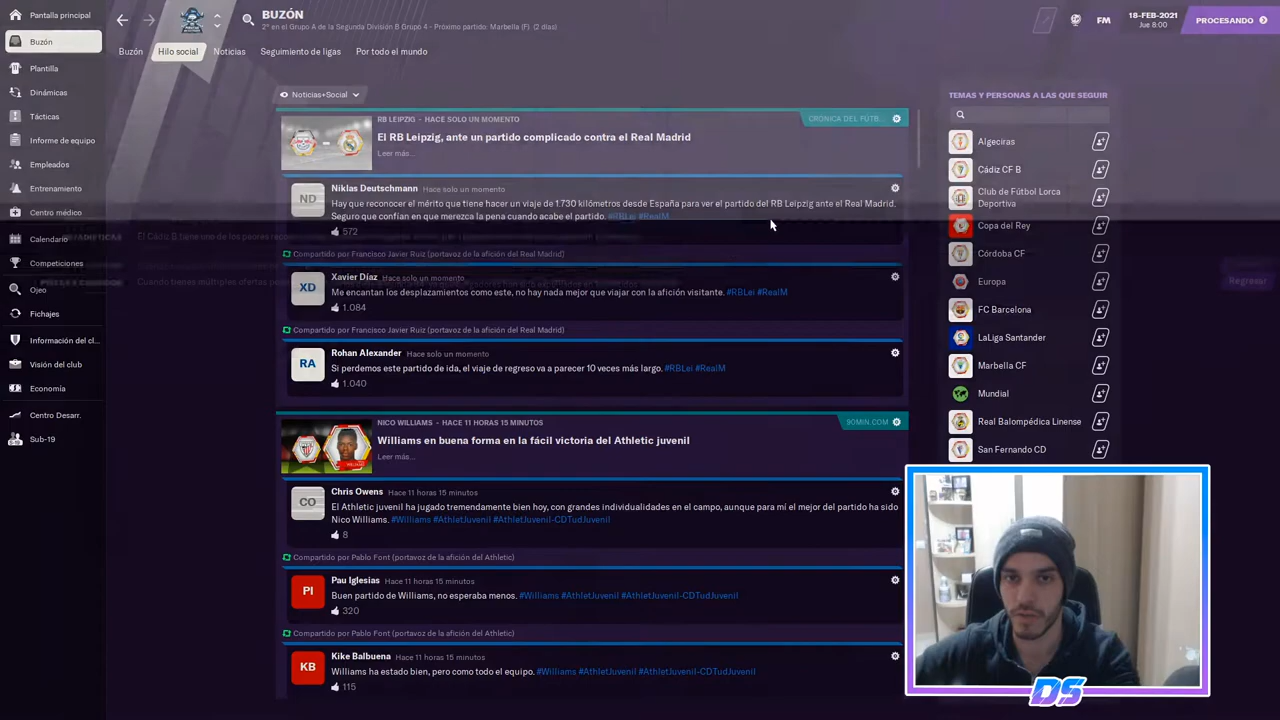 Pantalla principal
Buzón
Plantilla
Dinámicas
Tácticas
Informe de equipo
Empleados
Entrenamiento
Centro médico
Calendario
Competiciones
Ojeo
Fichajes
Información del cl...
Visión del club
Economía
Centro Desarr.
Sub-19
BUZÓN
2º en el Grupo A de la Segunda División B Grupo 4 - Próximo partido: Marbella (F) (2 días)
FM
18-FEB-2021
Jue 8:00
PROCESANDO
Buzón
Hilo social
Noticias
Seguimiento de ligas
Por todo el mundo
Noticias+Social
RB LEIPZIG - HACE SOLO UN MOMENTO
CRÓNICA DEL FÚTB...
El RB Leipzig, ante un partido complicado contra el Real Madrid
Leer más...
ND
Niklas Deutschmann Hace solo un momento
Hay que reconocer el mérito que tiene hacer un viaje de 1.730 kilómetros desde España para ver el partido del RB Leipzig ante el Real Madrid.
Seguro que confían en que merezca la pena cuando acabe el partido. #RBLei #RealM
572
Compartido por Francisco Javier Ruiz (portavoz de la afición del Real Madrid)
XD
Xavier Díaz Hace solo un momento
Me encantan los desplazamientos como este, no hay nada mejor que viajar con la afición visitante. #RBLei #RealM
1.084
Compartido por Francisco Javier Ruiz (portavoz de la afición del Real Madrid)
RA
Rohan Alexander Hace solo un momento
Si perdemos este partido de ida, el viaje de regreso va a parecer 10 veces más largo. #RBLei #RealM
1.040
NICO WILLIAMS - HACE 11 HORAS 15 MINUTOS
90MIN.COM
Williams en buena forma en la fácil victoria del Athletic juvenil
Leer más...
CO
Chris Owens Hace 11 horas 15 minutos
El Athletic juvenil ha jugado tremendamente bien hoy, con grandes individualidades en el campo, aunque para mí el mejor del partido ha sido
Nico Williams. #Williams #AthletJuvenil #AthletJuvenil-CDTudJuvenil
8
Compartido por Pablo Font (portavoz de la afición del Athletic)
PI
Pau Iglesias Hace 11 horas 15 minutos
Buen partido de Williams, no esperaba menos. #Williams #AthletJuvenil #AthletJuvenil-CDTudJuvenil
320
Compartido por Pablo Font (portavoz de la afición del Athletic)
KB
Kike Balbuena Hace 11 horas 15 minutos
Williams ha estado bien, pero como todo el equipo. #Williams #AthletJuvenil #AthletJuvenil-CDTudJuvenil
115
TEMAS Y PERSONAS A LAS QUE SEGUIR
Algeciras
Cádiz CF B
Club de Fútbol Lorca
Deportiva
Copa del Rey
Córdoba CF
Europa
FC Barcelona
LaLiga Santander
Marbella CF
Mundial
Real Balompédica Linense
San Fernando CD
Regresar
DS